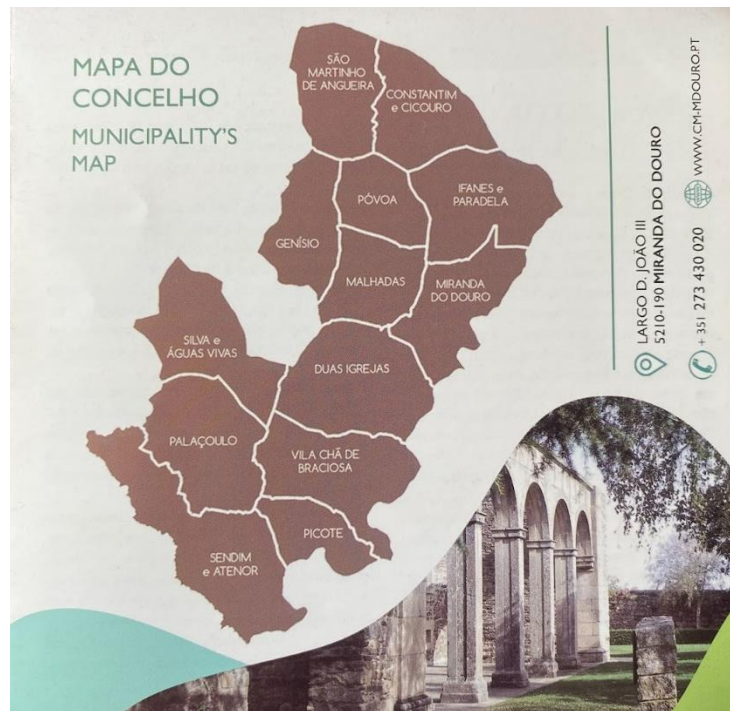 MAPA DO
CONCELHO
MUNICIPALITY'S
MAP
SÃO
MARTINHO
DE ANGUEIRA
CONSTANTIM
e CICOURO
PÓVOA
IFANES e
PARADELA
GENÍSIO
MALHADAS
MIRANDA
DO DOURO
SILVA e
ÁGUAS VIVAS
DUAS IGREJAS
PALAÇOULO
VILA CHÃ DE
BRACIOSA
PICOTE
SENDIM
e ATENOR
LARGO D. JOÃO III
5210-190 MIRANDA DO DOURO
+ 351 273 430 020
WWW.CM-MDOURO.PT